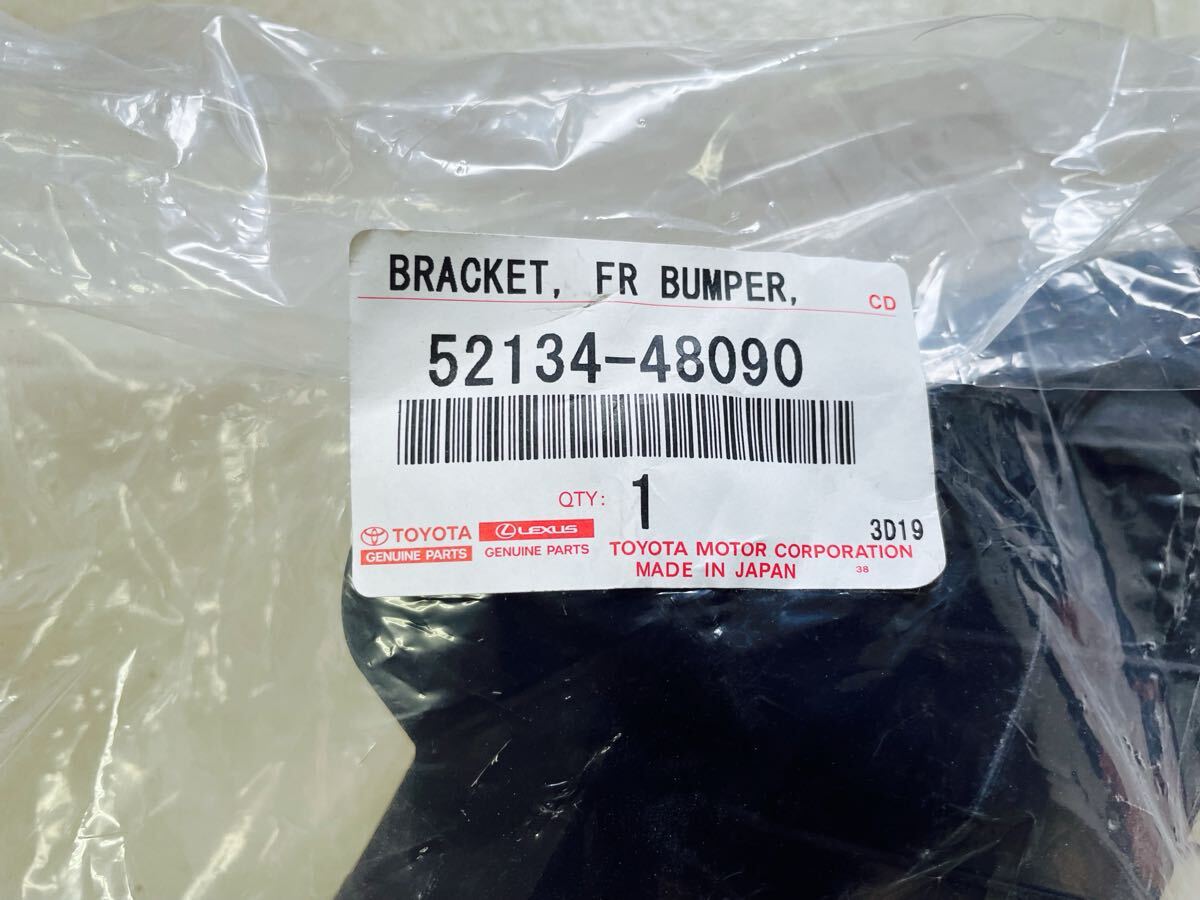 BRACKET, FR BUMPER,
CD
52134-48090
QTY: 1
3D19
TOYOTA
GENUINE PARTS
LEXUS
GENUINE PARTS
TOYOTA MOTOR CORPORATION
MADE IN JAPAN
38